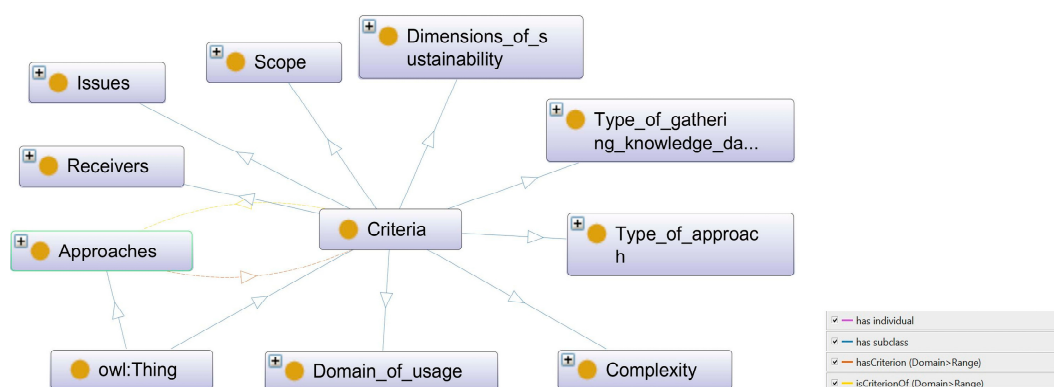 Dimensions_of_s
ustainability
Scope
Issues
Type_of_gatheri
ng_knowledge_da...
Receivers
Criteria
Approaches
Type_of_approac
h
owl:Thing
Domain_of_usage
Complexity
has individual
has subclass
hasCriterion (Domain>Range)
isCriterionOf (Domain>Range)